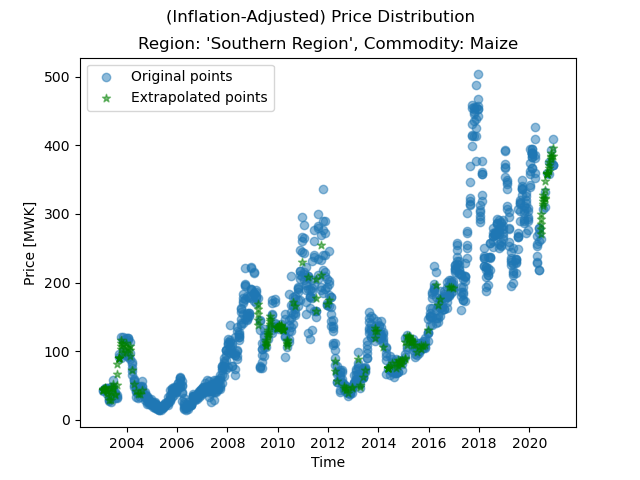 (Inflation-Adjusted) Price Distribution
Region: 'Southern Region', Commodity: Maize
Original points
Extrapolated points
500
400
300
200
100
0
Price [MWK]
2004 2006 2008 2010 2012 2014 2016 2018 2020
Time